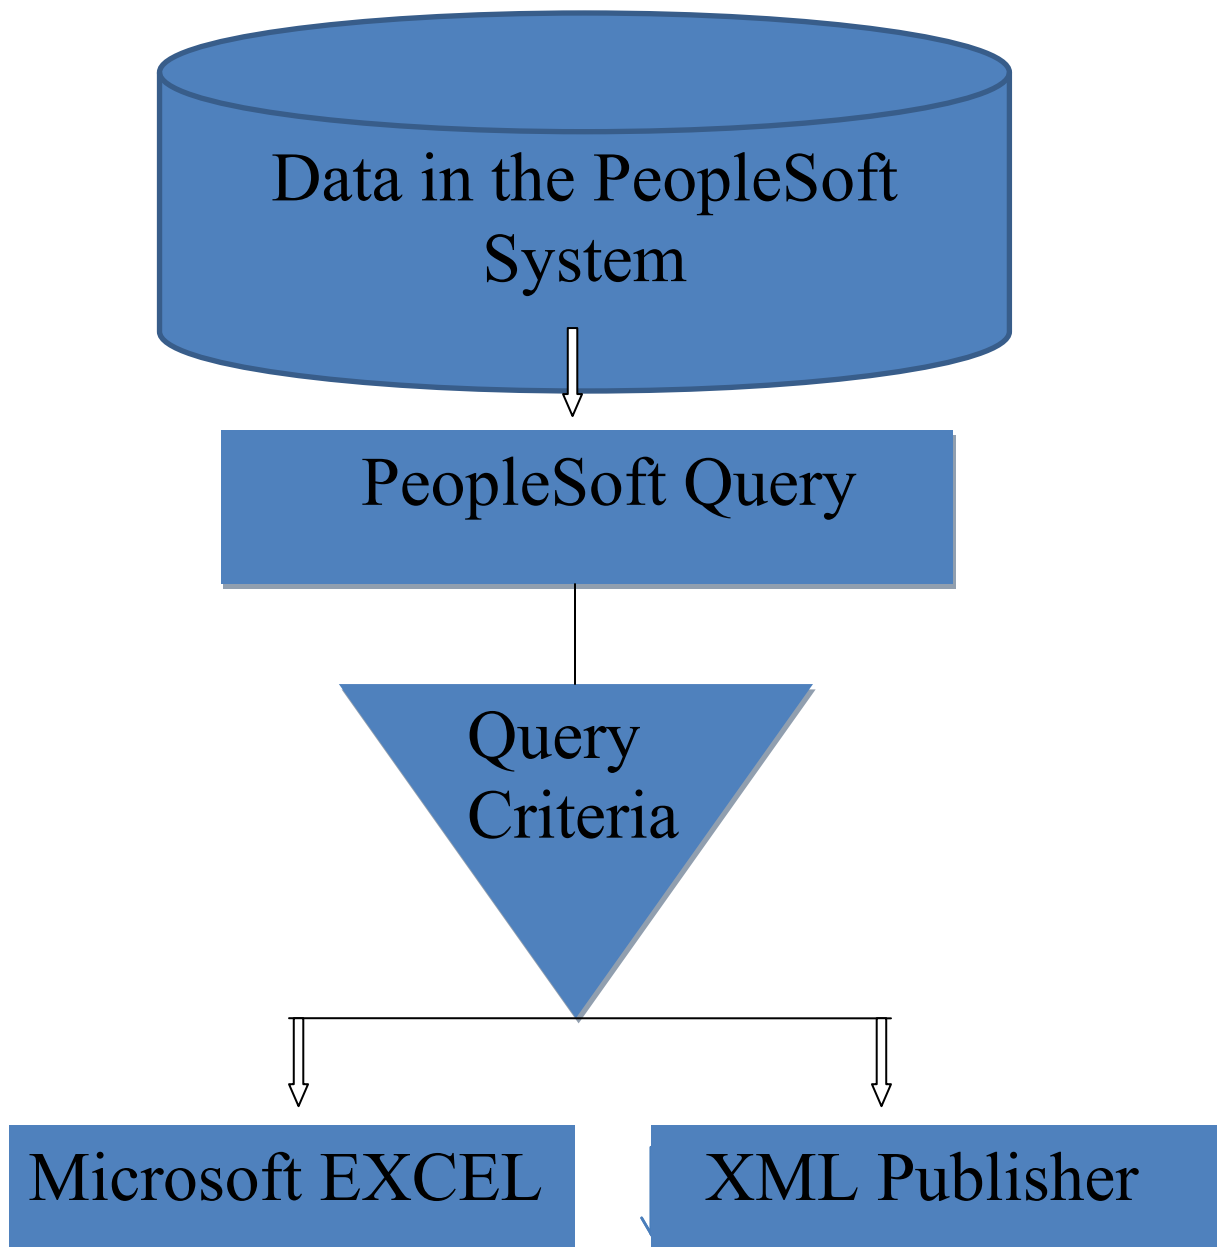 Data in the PeopleSoft
System
PeopleSoft Query
Query
Criteria
Microsoft EXCEL
XML Publisher